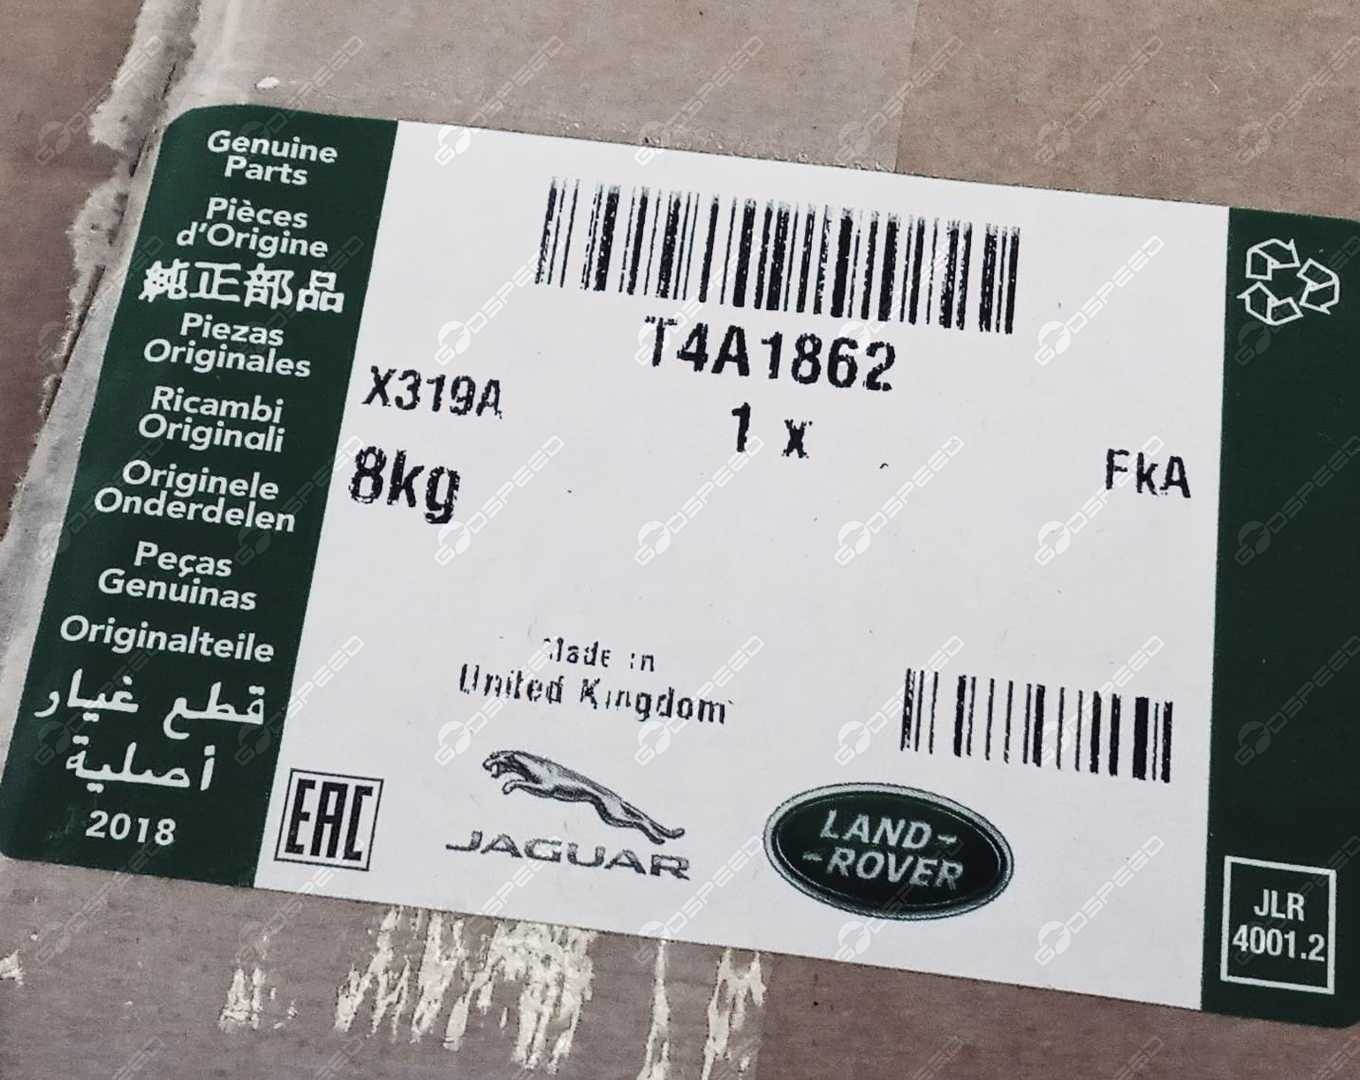 Genuine
Parts
Pièces
d'Origine
純正部品
Piezas
Originales
Ricambi
Originali
Originele
Onderdelen
Peças
Genuinas
Originalteile
قطع غيار
أصلية
2018
T4A1862
X319A
1 x
8kg
FkA
Made in
United Kingdom
EAC
JAGUAR
LAND-
-ROVER
JLR
4001.2
GODSPEED